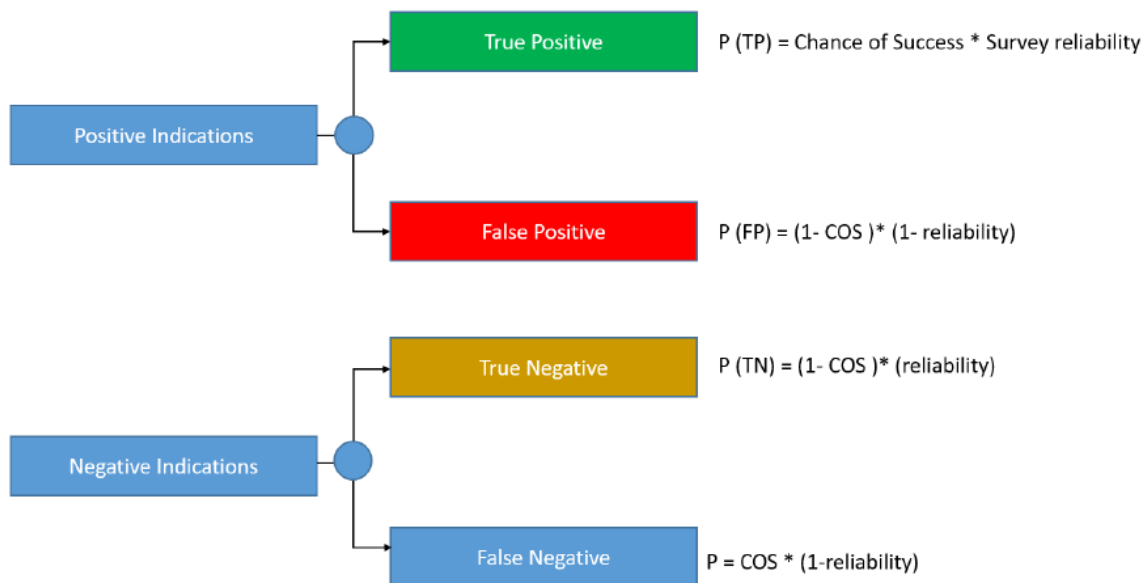 True Positive
P (TP) = Chance of Success * Survey reliability
Positive Indications
False Positive
P (FP) = (1- COS )* (1- reliability)
True Negative
P (TN) = (1- COS )* (reliability)
Negative Indications
False Negative
P = COS * (1-reliability)